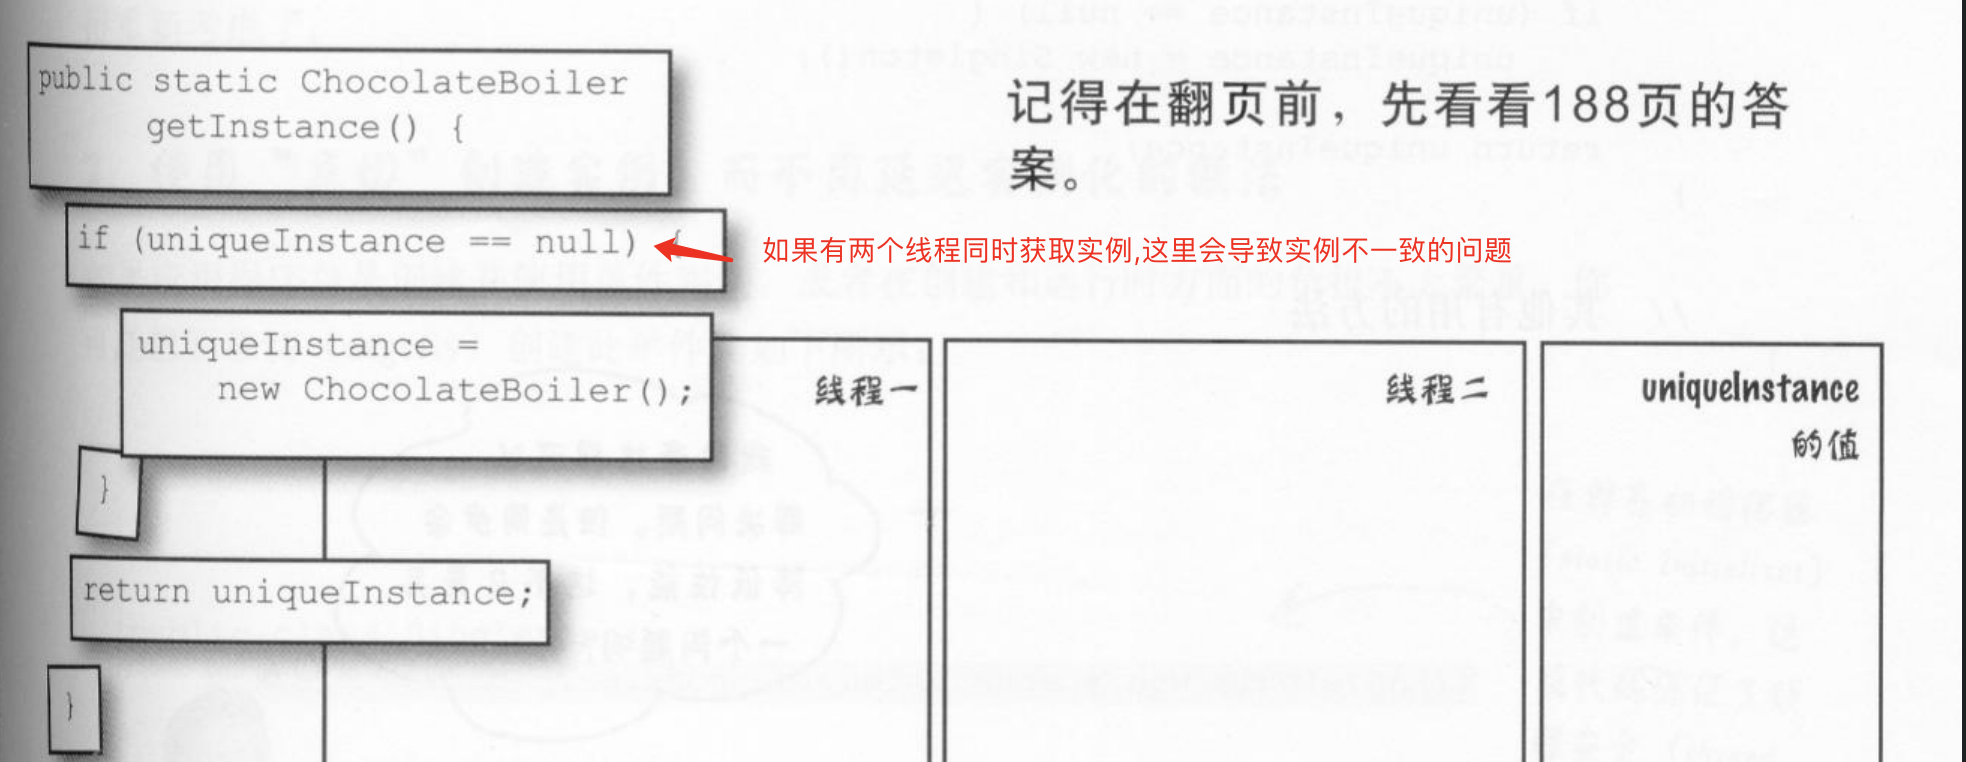 public static ChocolateBoiler
getInstance() {
记得在翻页前，先看看188页的答
案。
if (uniqueInstance == null) {
如果有两个线程同时获取实例,这里会导致实例不一致的问题
uniqueInstance =
new ChocolateBoiler();
线程一
线程二
uniqueInstance
的值
}
return uniqueInstance;
}